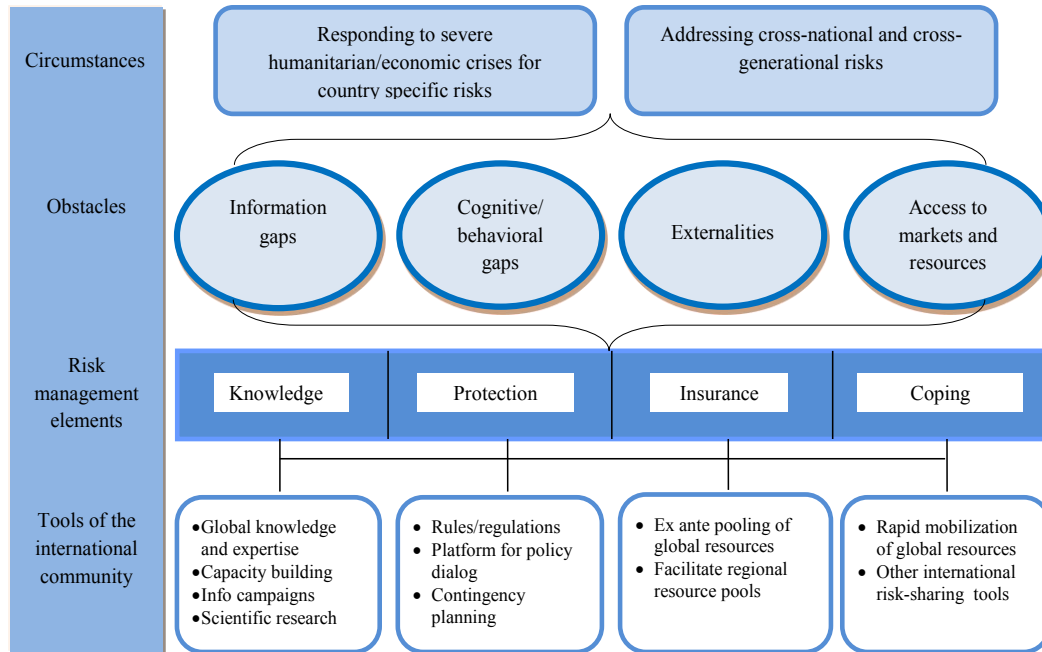 Circumstances
Responding to severe
humanitarian/economic crises for
country specific risks
Addressing cross-national and cross-
generational risks
Obstacles
Information
gaps
Cognitive/
behavioral
gaps
Externalities
Access to
markets and
resources
Risk
management
elements
Knowledge
Protection
Insurance
Coping
Tools of the
international
community
•Global knowledge
and expertise
•Capacity building
•Info campaigns
•Scientific research
• Rules/regulations
• Platform for policy
dialog
• Contingency
planning
• Ex ante pooling of
global resources
• Facilitate regional
resource pools
• Rapid mobilization
of global resources
• Other international
risk-sharing tools